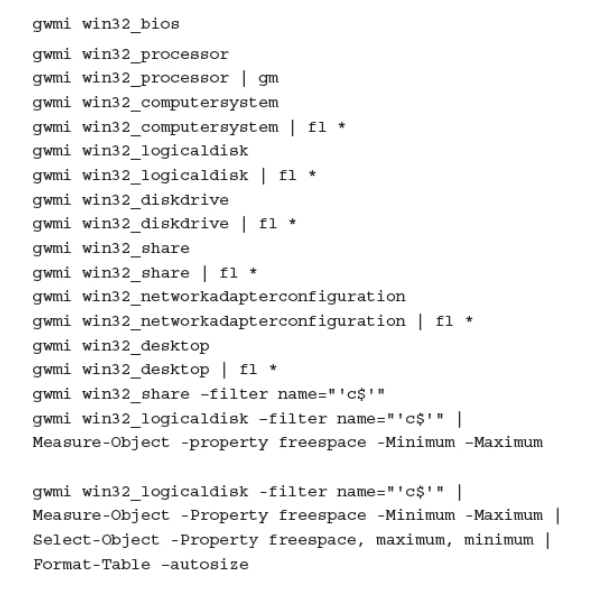 gwmi win32_bios
gwmi win32_processor
gwmi win32_processor | gm
gwmi win32_computersystem
gwmi win32_computersystem | fl *
gwmi win32_logicaldisk
gwmi win32_logicaldisk | fl *
gwmi win32_diskdrive
gwmi win32_diskdrive | fl *
gwmi win32_share
gwmi win32_share | fl *
gwmi win32_networkadapterconfiguration
gwmi win32_networkadapterconfiguration | fl *
gwmi win32_desktop
gwmi win32_desktop | fl *
gwmi win32_share –filter name="'c$'"
gwmi win32_logicaldisk –filter name="'c$'" |
Measure-Object -property freespace -Minimum –Maximum
gwmi win32_logicaldisk -filter name="'c$'" |
Measure-Object -Property freespace -Minimum -Maximum |
Select-Object -Property freespace, maximum, minimum |
Format-Table –autosize